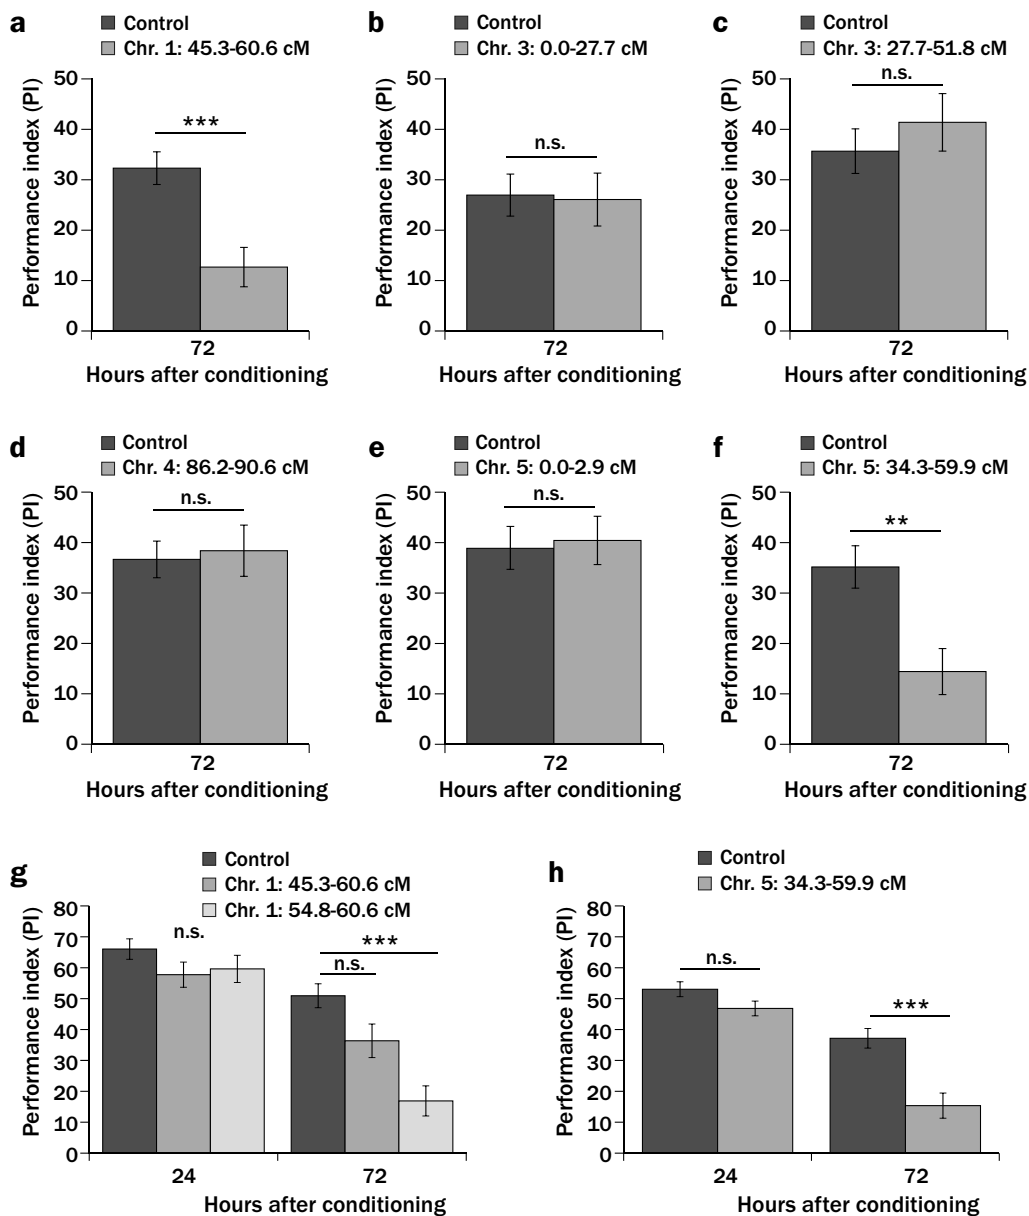 a
Control
Chr. 1: 45.3-60.6 cM
Performance index (PI)
50
40
30
20
10
0
***
72
Hours after conditioning
b
Control
Chr. 3: 0.0-27.7 cM
Performance index (PI)
50
40
30
20
10
0
n.s.
72
Hours after conditioning
c
Control
Chr. 3: 27.7-51.8 cM
Performance index (PI)
50
40
30
20
10
0
n.s.
72
Hours after conditioning
d
Control
Chr. 4: 86.2-90.6 cM
Performance index (PI)
50
40
30
20
10
0
n.s.
72
Hours after conditioning
e
Control
Chr. 5: 0.0-2.9 cM
Performance index (PI)
50
40
30
20
10
0
n.s.
72
Hours after conditioning
f
Control
Chr. 5: 34.3-59.9 cM
Performance index (PI)
50
40
30
20
10
0
**
72
Hours after conditioning
g
Control
Chr. 1: 45.3-60.6 cM
Chr. 1: 54.8-60.6 cM
Performance index (PI)
80
70
60
50
40
30
20
10
0
n.s.
***
n.s.
24
72
Hours after conditioning
h
Control
Chr. 5: 34.3-59.9 cM
Performance index (PI)
80
70
60
50
40
30
20
10
0
n.s.
***
24
72
Hours after conditioning